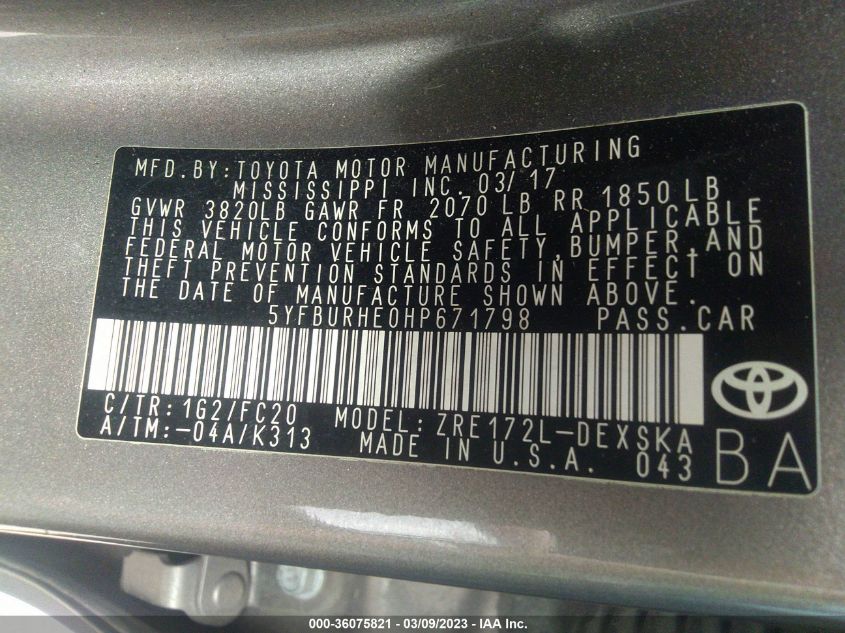 MFD. BY: TOYOTA MOTOR MANUFACTURING
MISSISSIPPI INC. 03/17
GVWR 3820LB GAWR FR 2070 LB RR 1850 LB
THIS VEHICLE CONFORMS TO ALL APPLICABLE
FEDERAL MOTOR VEHICLE SAFETY, BUMPER, AND
THEFT PREVENTION STANDARDS IN EFFECT ON
THE DATE OF MANUFACTURE SHOWN ABOVE.
5YFBURHE0HP671798 PASS. CAR
C/TR: 1G2/FC20 MODEL: ZRE172L-DEXSKA
A/TM: -04A/K313 MADE IN U.S.A. 043 BA
000-36075821 - 03/09/2023 - IAA Inc.